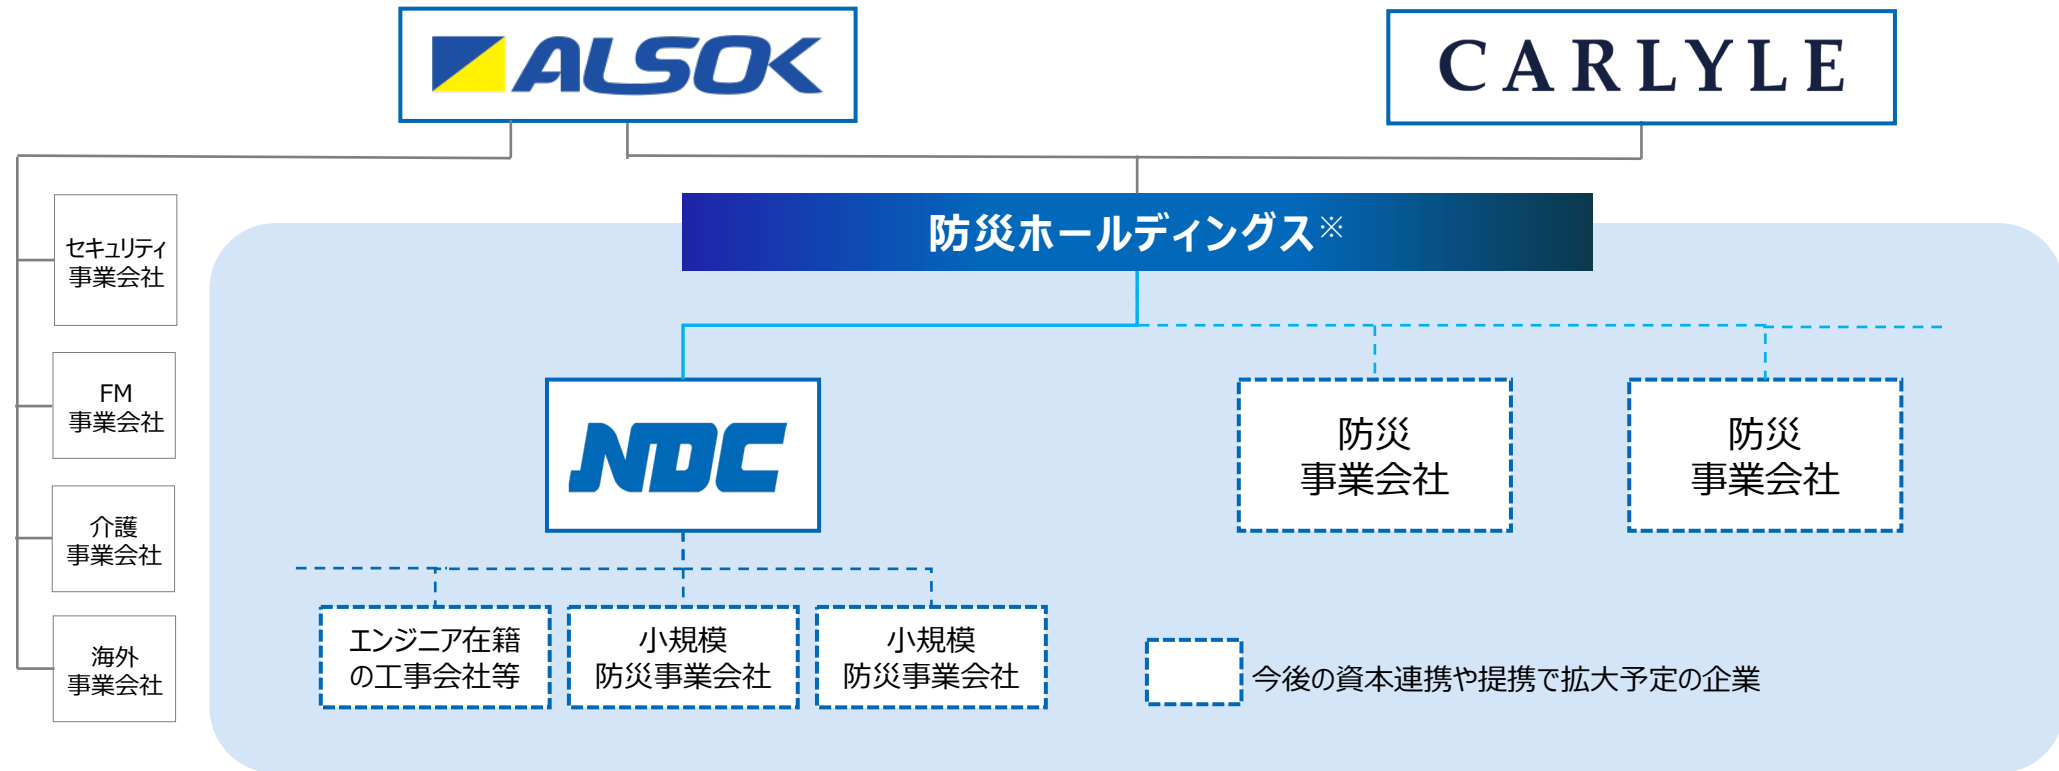 ALSOK
CARLYLE
防災ホールディングス※
セキュリティ
事業会社
FM
事業会社
介護
事業会社
海外
事業会社
NDC
防災
事業会社
防災
事業会社
エンジニア在籍
の工事会社等
小規模
防災事業会社
小規模
防災事業会社
今後の資本連携や提携で拡大予定の企業